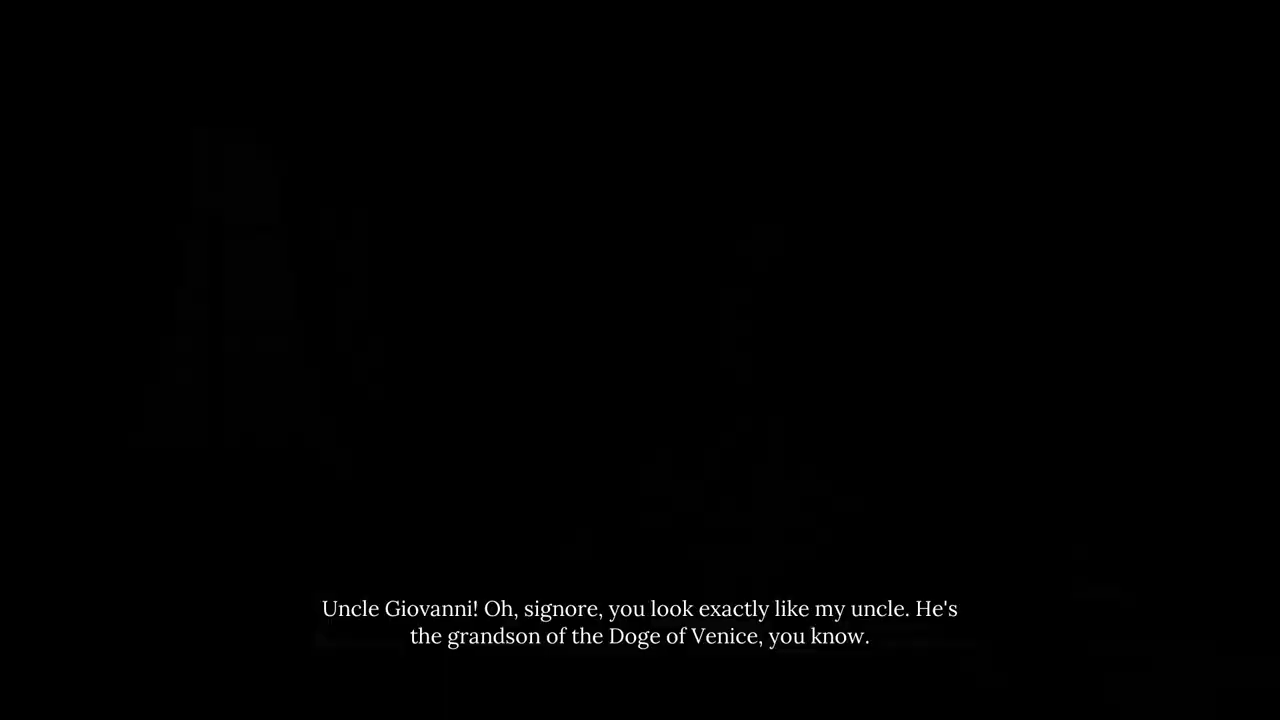 Uncle Giovanni! Oh, signore, you look exactly like my uncle. He's
the grandson of the Doge of Venice, you know.